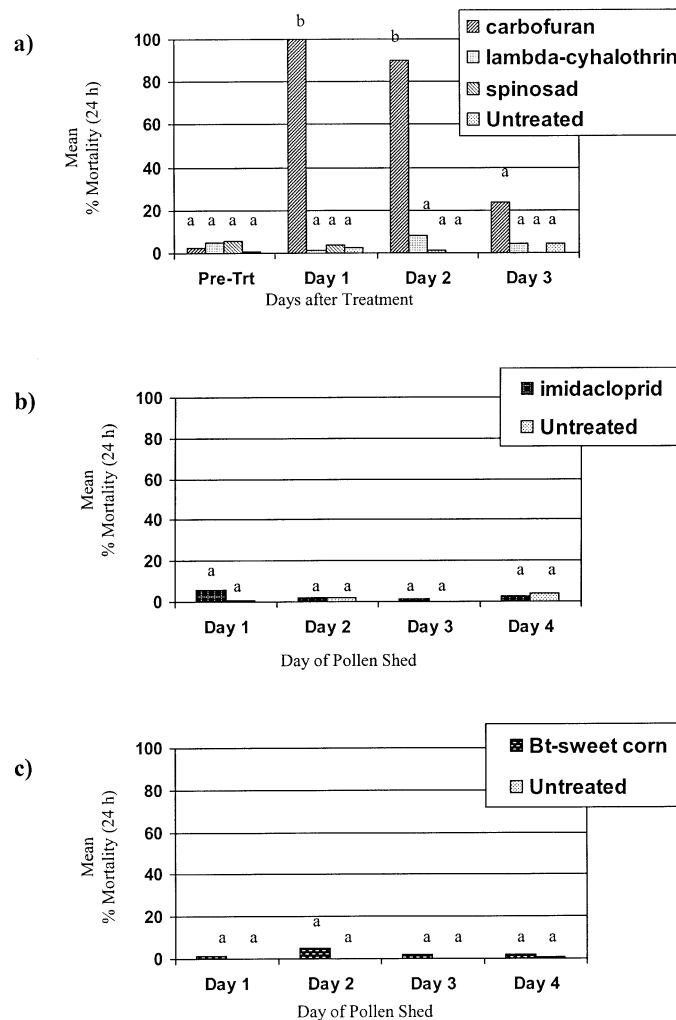 a)
Mean
% Mortality (24 h)
100
80
60
40
20
0
b
b
a
a
a a a a
a a a
a a
a a a
carbofuran
lambda-cyhalothrin
spinosad
Untreated
Pre-Trt Day 1 Day 2 Day 3
Days after Treatment
b)
Mean
% Mortality (24 h)
100
80
60
40
20
0
imidacloprid
Untreated
a a a a a a a a
Day 1 Day 2 Day 3 Day 4
Day of Pollen Shed
c)
Mean
% Mortality (24 h)
100
80
60
40
20
0
Bt-sweet corn
Untreated
a a a a a a a a
Day 1 Day 2 Day 3 Day 4
Day of Pollen Shed